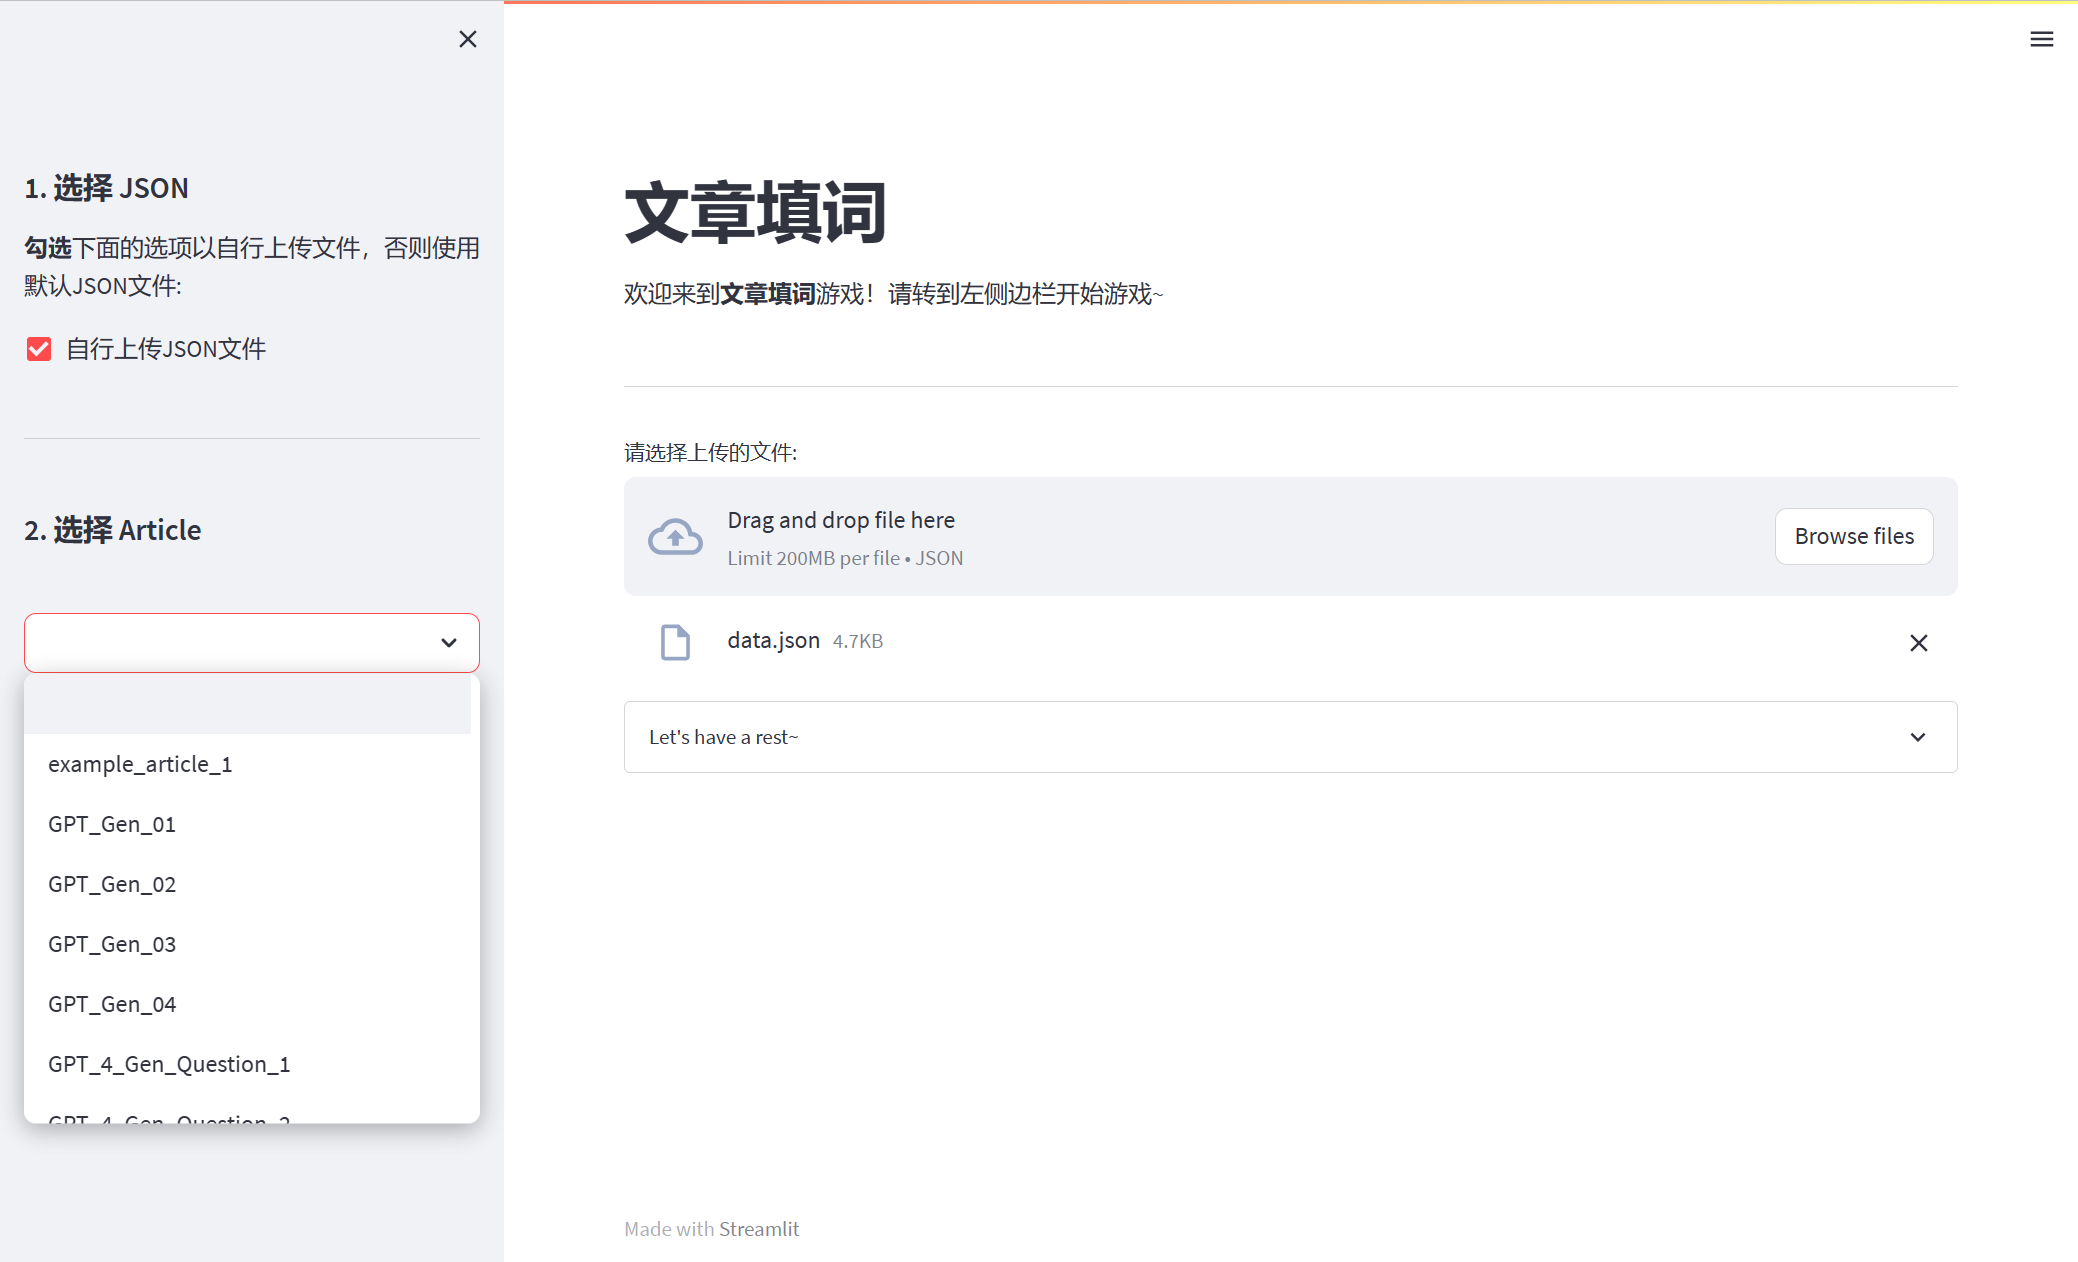 1. 选择 JSON
勾选下面的选项以自行上传文件，否则使用
默认JSON文件:
自行上传JSON文件
2. 选择 Article
example_article_1
GPT_Gen_01
GPT_Gen_02
GPT_Gen_03
GPT_Gen_04
GPT_4_Gen_Question_1
GPT_4_Gen_Question_2
文章填词
欢迎来到文章填词游戏！请转到左侧边栏开始游戏~
请选择上传的文件:
Drag and drop file here
Limit 200MB per file • JSON
Browse files
data.json 4.7KB
Let's have a rest~
Made with Streamlit